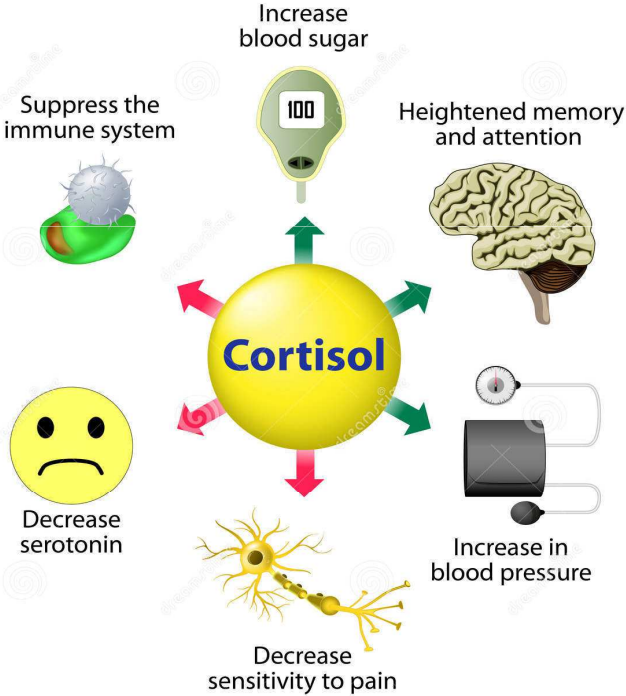 Increase
blood sugar
100
Suppress the
immune system
Heightened memory
and attention
Cortisol
Decrease
serotonin
Increase in
blood pressure
Decrease
sensitivity to pain
dreamstime